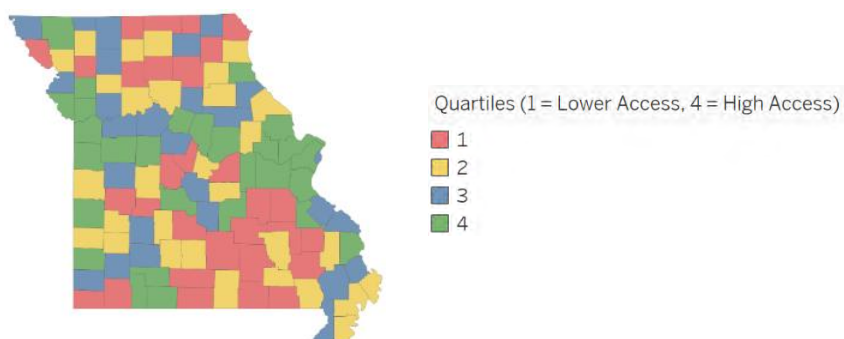 Quartiles (1 = Lower Access, 4 = High Access)
1
2
3
4